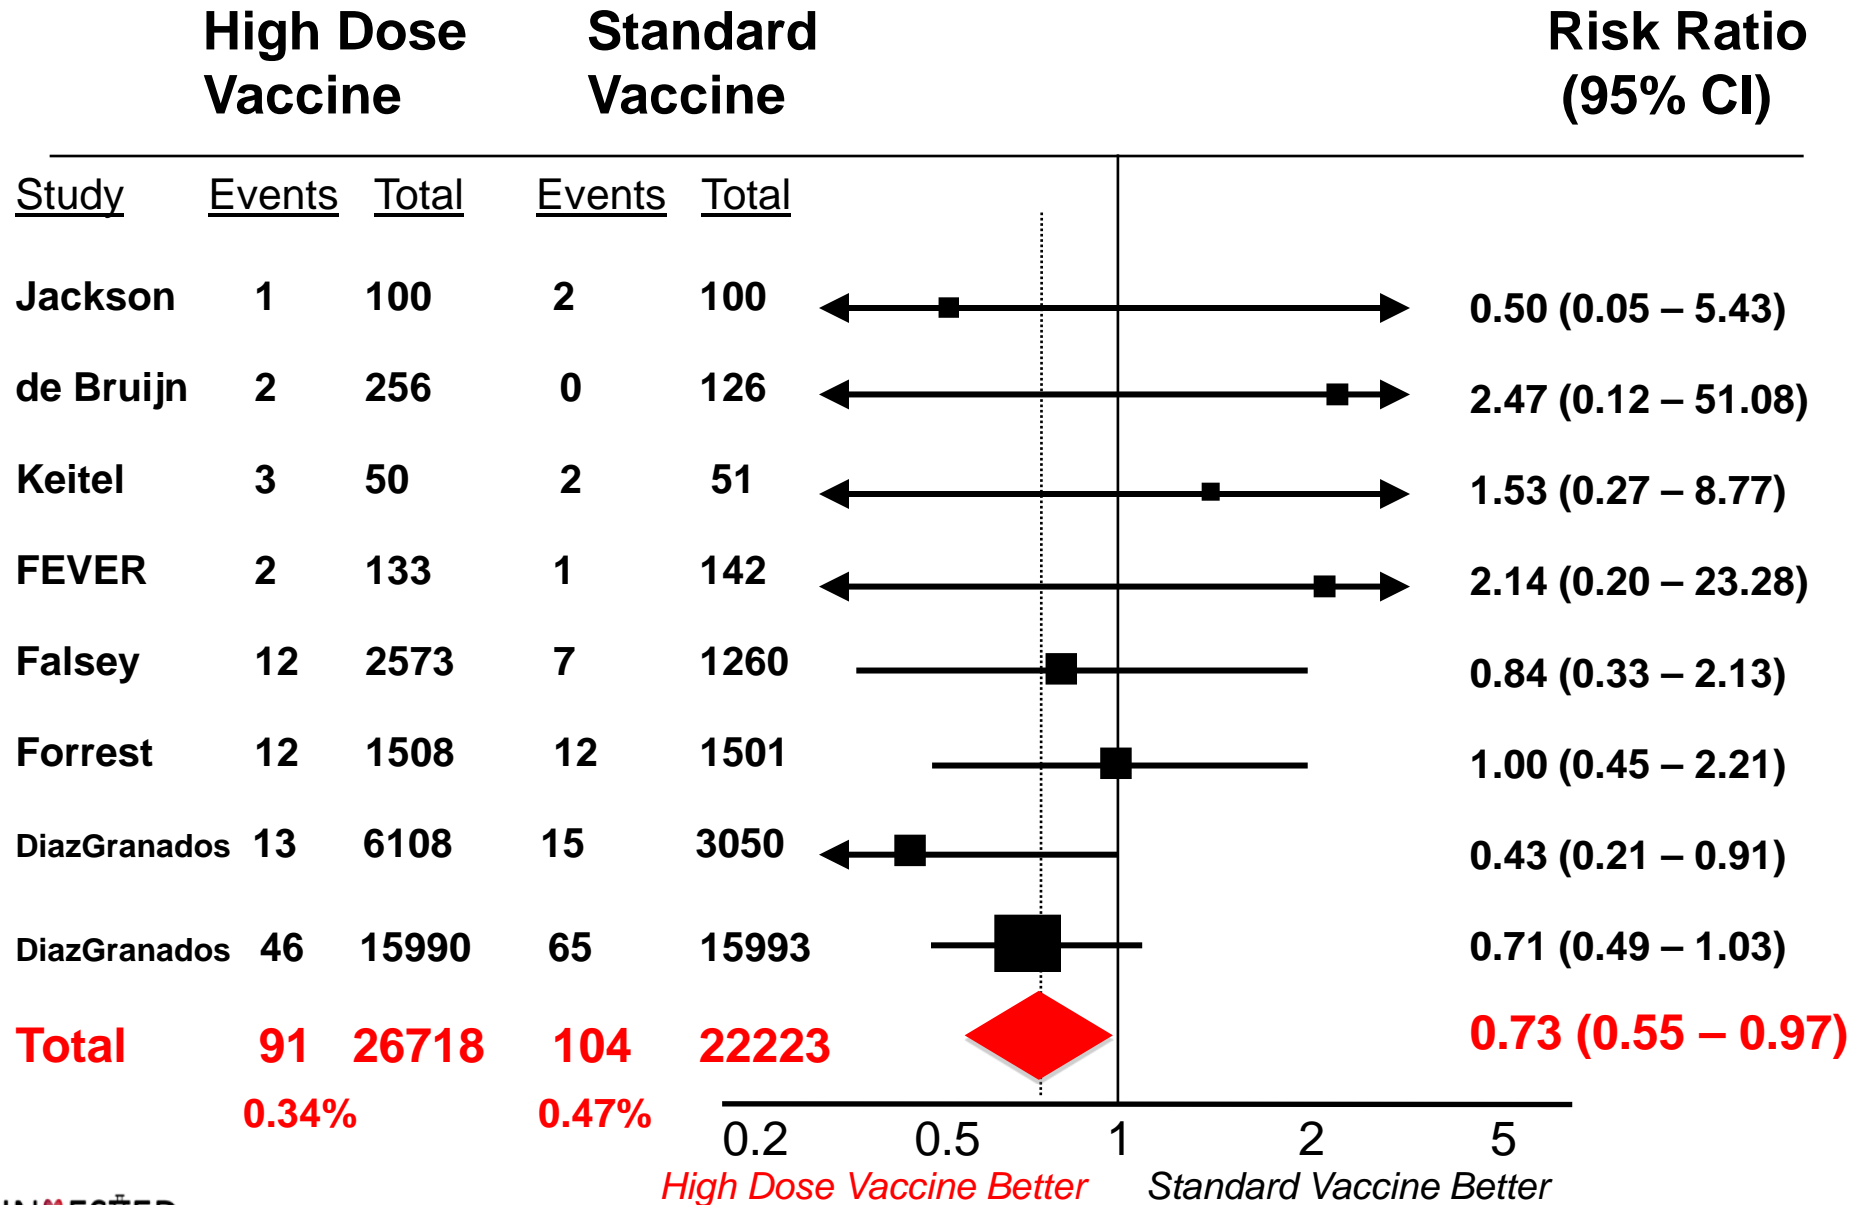 High Dose Vaccine
Standard Vaccine
Risk Ratio (95% CI)
Study Events Total Events Total
Jackson 1 100 2 100 0.50 (0.05 – 5.43)
de Bruijn 2 256 0 126 2.47 (0.12 – 51.08)
Keitel 3 50 2 51 1.53 (0.27 – 8.77)
FEVER 2 133 1 142 2.14 (0.20 – 23.28)
Falsey 12 2573 7 1260 0.84 (0.33 – 2.13)
Forrest 12 1508 12 1501 1.00 (0.45 – 2.21)
DiazGranados 13 6108 15 3050 0.43 (0.21 – 0.91)
DiazGranados 46 15990 65 15993 0.71 (0.49 – 1.03)
Total 91 26718 104 22223 0.73 (0.55 – 0.97)
0.34% 0.47%
0.2 0.5 1 2 5
High Dose Vaccine Better Standard Vaccine Better